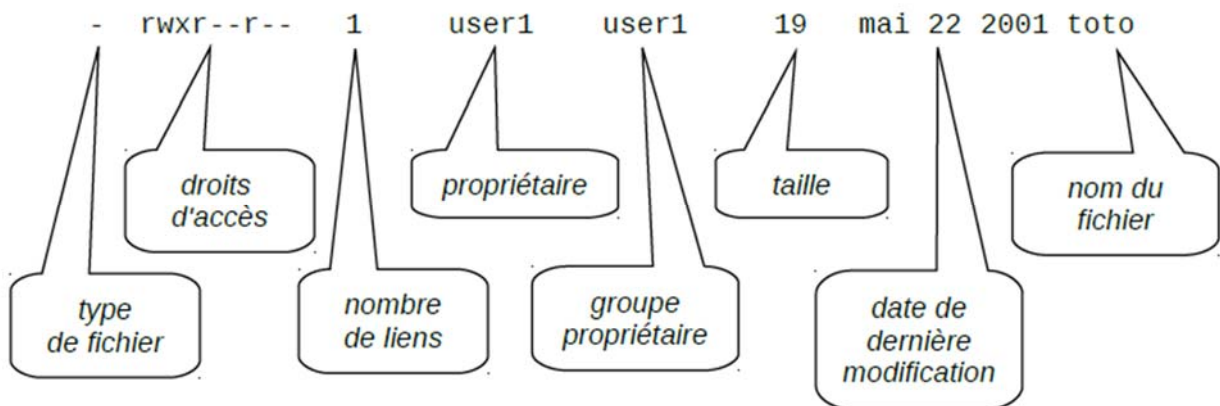 - rwxr--r-- 1 user1 user1 19 mai 22 2001 toto
droits
d'accès
propriétaire
taille
nom du
fichier
type
de fichier
nombre
de liens
groupe
propriétaire
date de
dernière
modification